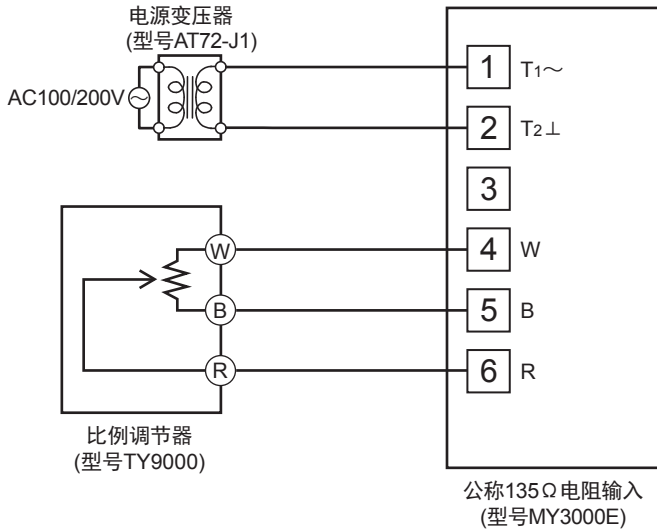 电源变压器
(型号AT72-J1)
AC100/200V
1 T1～
2 T2⊥
3
W 4 W
B 5 B
R 6 R
比例调节器
(型号TY9000)
公称135Ω电阻输入
(型号MY3000E)